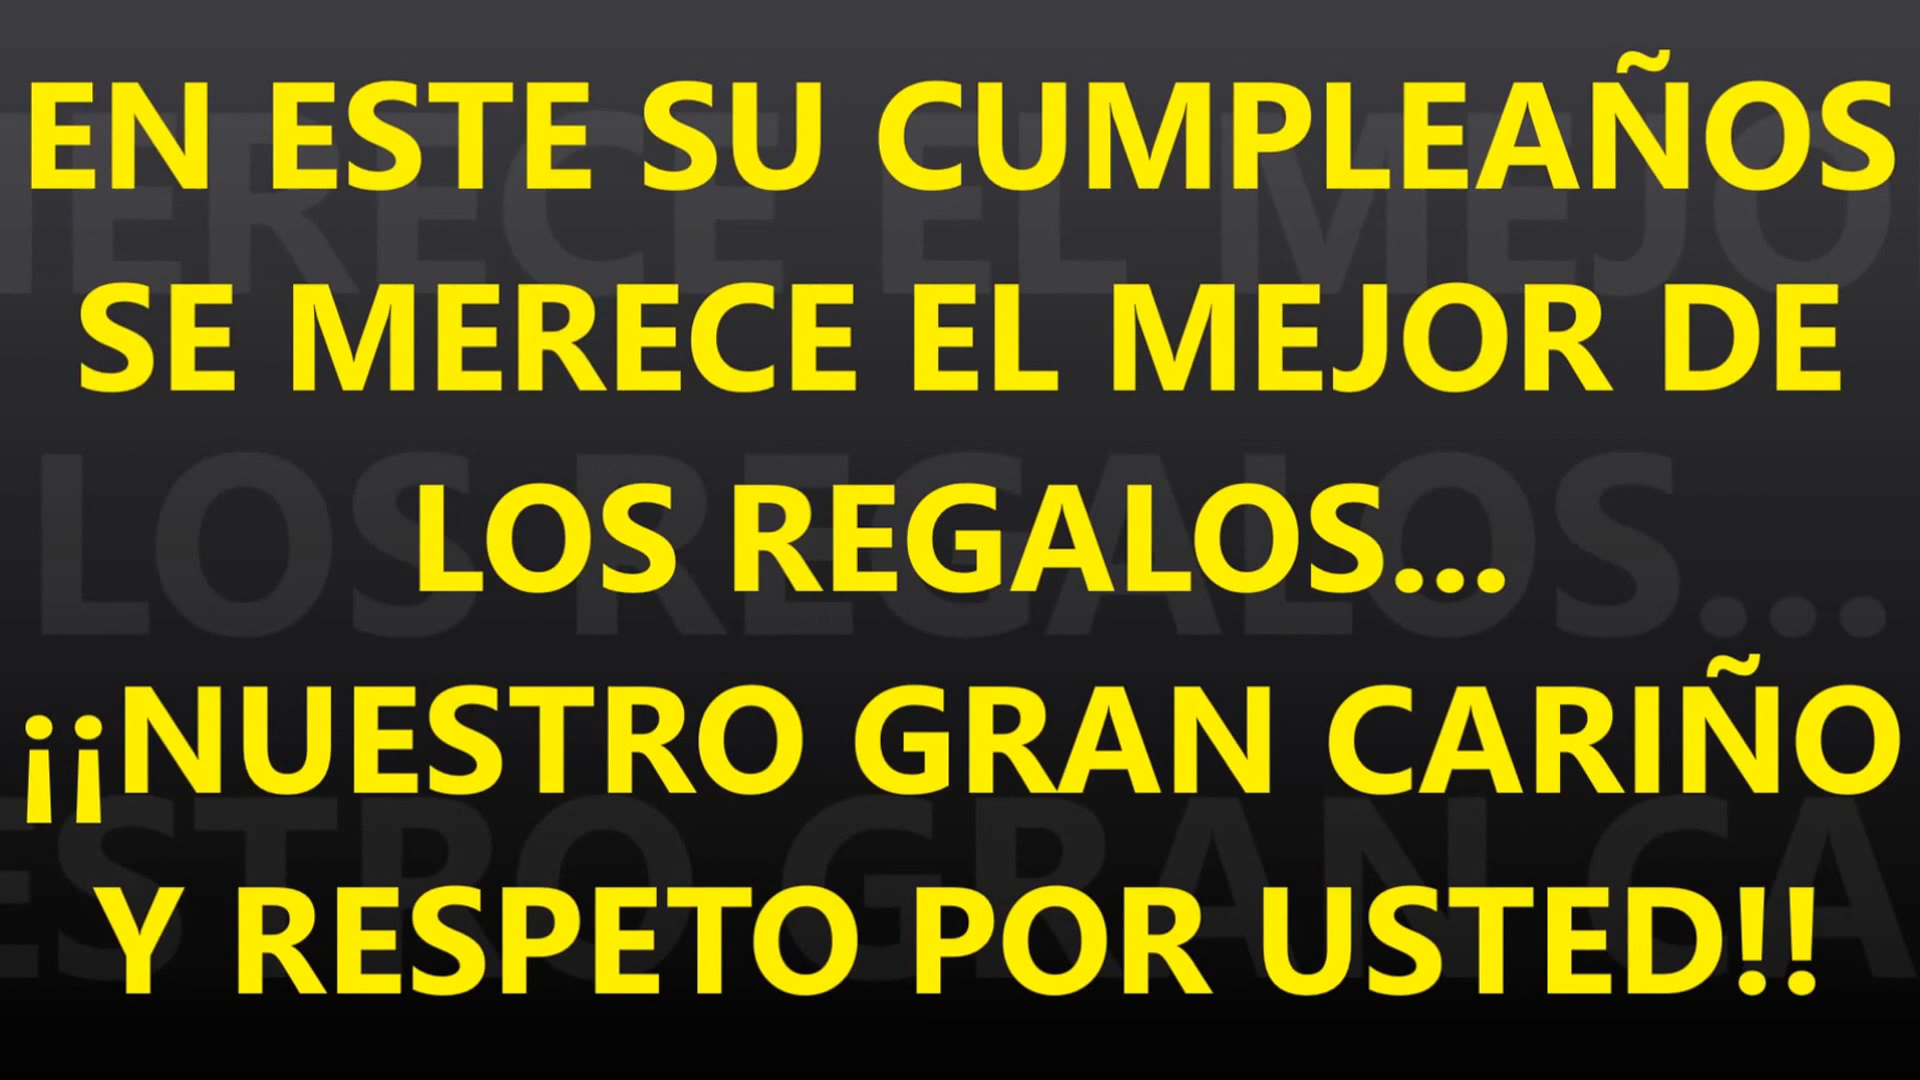 EN ESTE SU CUMPLEAÑOS
SE MERECE EL MEJOR DE
LOS REGALOS...
¡¡NUESTRO GRAN CARIÑO
Y RESPETO POR USTED!!